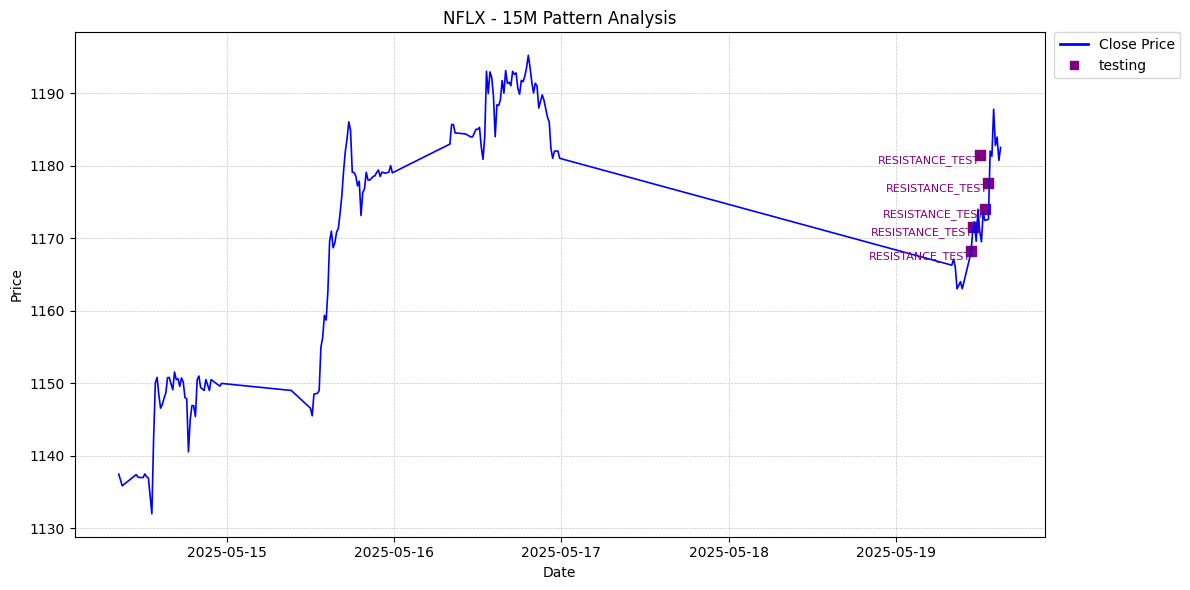 NFLX - 15M Pattern Analysis
Close Price
testing
Price
1190
1180
1170
1160
1150
1140
1130
RESISTANCE_TEST
RESISTANCE_TEST
RESISTANCE_TEST
RESISTANCE_TEST
RESISTANCE_TEST
2025-05-15
2025-05-16
2025-05-17
2025-05-18
2025-05-19
Date